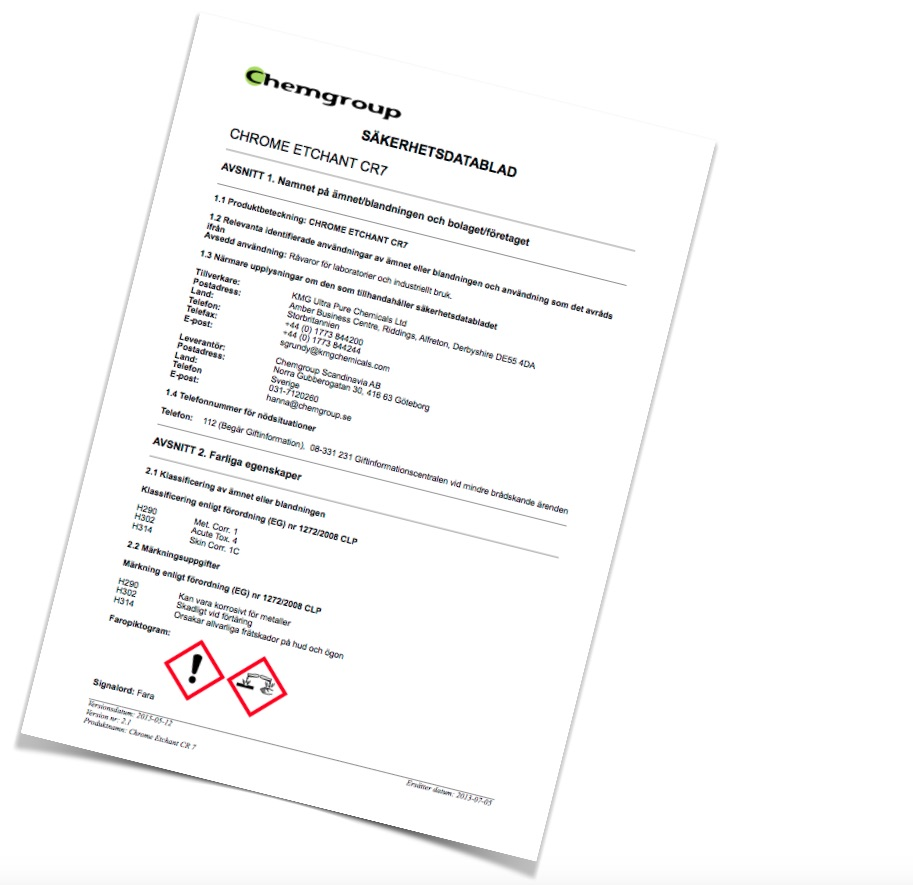 Chemgroup
SÄKERHETSDATABLAD
CHROME ETCHANT CR7
AVSNITT 1. Namnet på ämnet/blandningen och bolaget/företaget
1.1 Produktbeteckning: CHROME ETCHANT CR7
1.2 Relevanta identifierade användningar av ämnet eller blandningen och användning som det avråds
ifrån
Avsedd användning: Råvaror för laboratorier och industriellt bruk.
1.3 Närmare upplysningar om den som tillhandahåller säkerhetsdatabladet
Tillverkare: KMG Ultra Pure Chemicals Ltd
Postadress: Amber Business Centre, Riddings, Alfreton, Derbyshire DE55 4DA
Land: Storbritannien
Telefon: +44 (0) 1773 844200
Telefax: +44 (0) 1773 844244
E-post: sgrundy@kmgchemicals.com
Leverantör: Chemgroup Scandinavia AB
Postadress: Norra Gubberogatan 30, 416 63 Göteborg
Land: Sverige
Telefon 031-7120260
E-post: hanna@chemgroup.se
1.4 Telefonnummer för nödsituationer
Telefon: 112 (Begär Giftinformation), 08-331 231 Giftinformationscentralen vid mindre brådskande ärenden
AVSNITT 2. Farliga egenskaper
2.1 Klassificering av ämnet eller blandningen
Klassificering enligt förordning (EG) nr 1272/2008 CLP
H290 Met. Corr. 1
H302 Acute Tox. 4
H314 Skin Corr. 1C
2.2 Märkningsuppgifter
Märkning enligt förordning (EG) nr 1272/2008 CLP
H290 Kan vara korrosivt för metaller
H302 Skadligt vid förtäring
H314 Orsakar allvarliga frätskador på hud och ögon
Faropiktogram:
Signalord: Fara
Versionsdatum: 2015-05-12
Version nr: 2.1
Produktnamn: Chrome Etchant CR 7
Ersätter datum: 2013-07-05